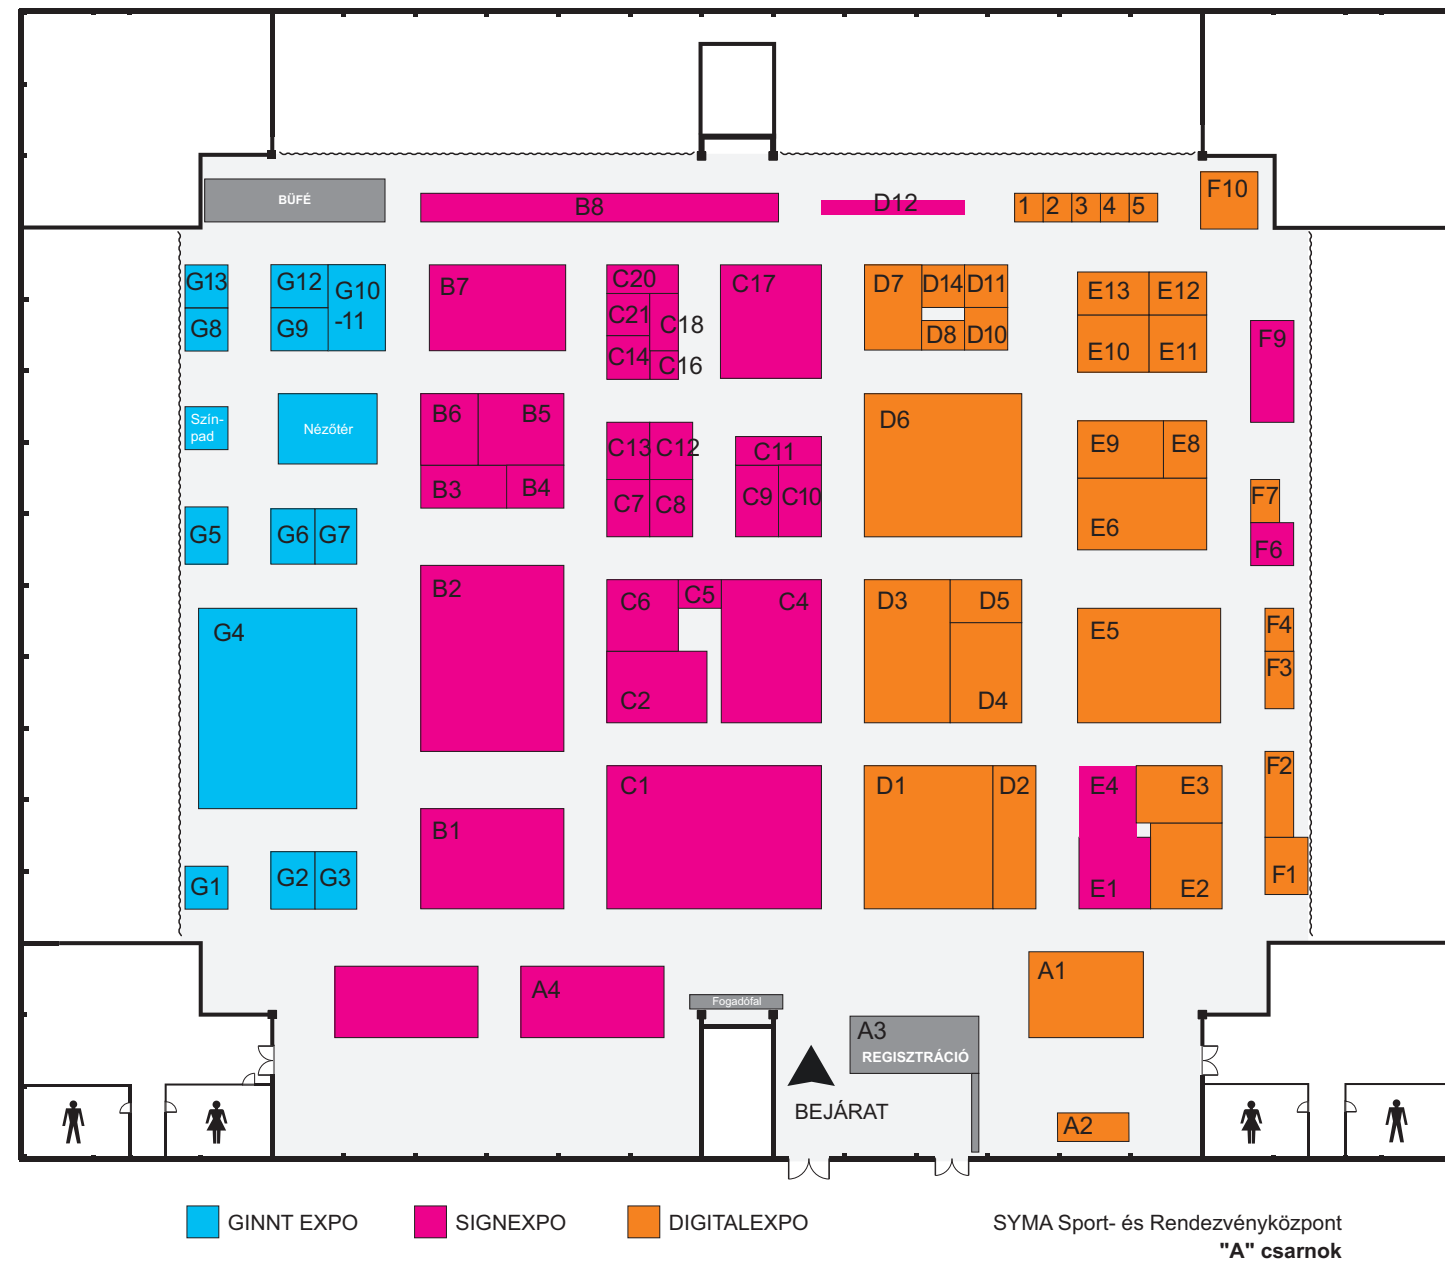 BÜFÉ
B8
D12
1 2 3 4 5
F10
G13
G12
G10
-11
G8
G9
B7
C20
C21
C18
C14
C16
C17
D7
D14
D11
D8
D10
E13
E12
E10
E11
F9
Szín-
pad
Nézőtér
B6
B5
B3
B4
C13
C12
C7
C8
C11
C9
C10
D6
E9
E8
E6
F7
F6
G5
G6
G7
B2
C6
C5
C4
C2
D3
D5
D4
E5
F4
F3
G4
C1
D1
D2
E4
E3
E1
E2
F2
F1
B1
G1
G2
G3
A4
Fogadófal
A3
REGISZTRÁCIÓ
A1
BEJÁRAT
A2
GINNT EXPO
SIGNEXPO
DIGITALEXPO
SYMA Sport- és Rendezvényközpont
"A" csarnok